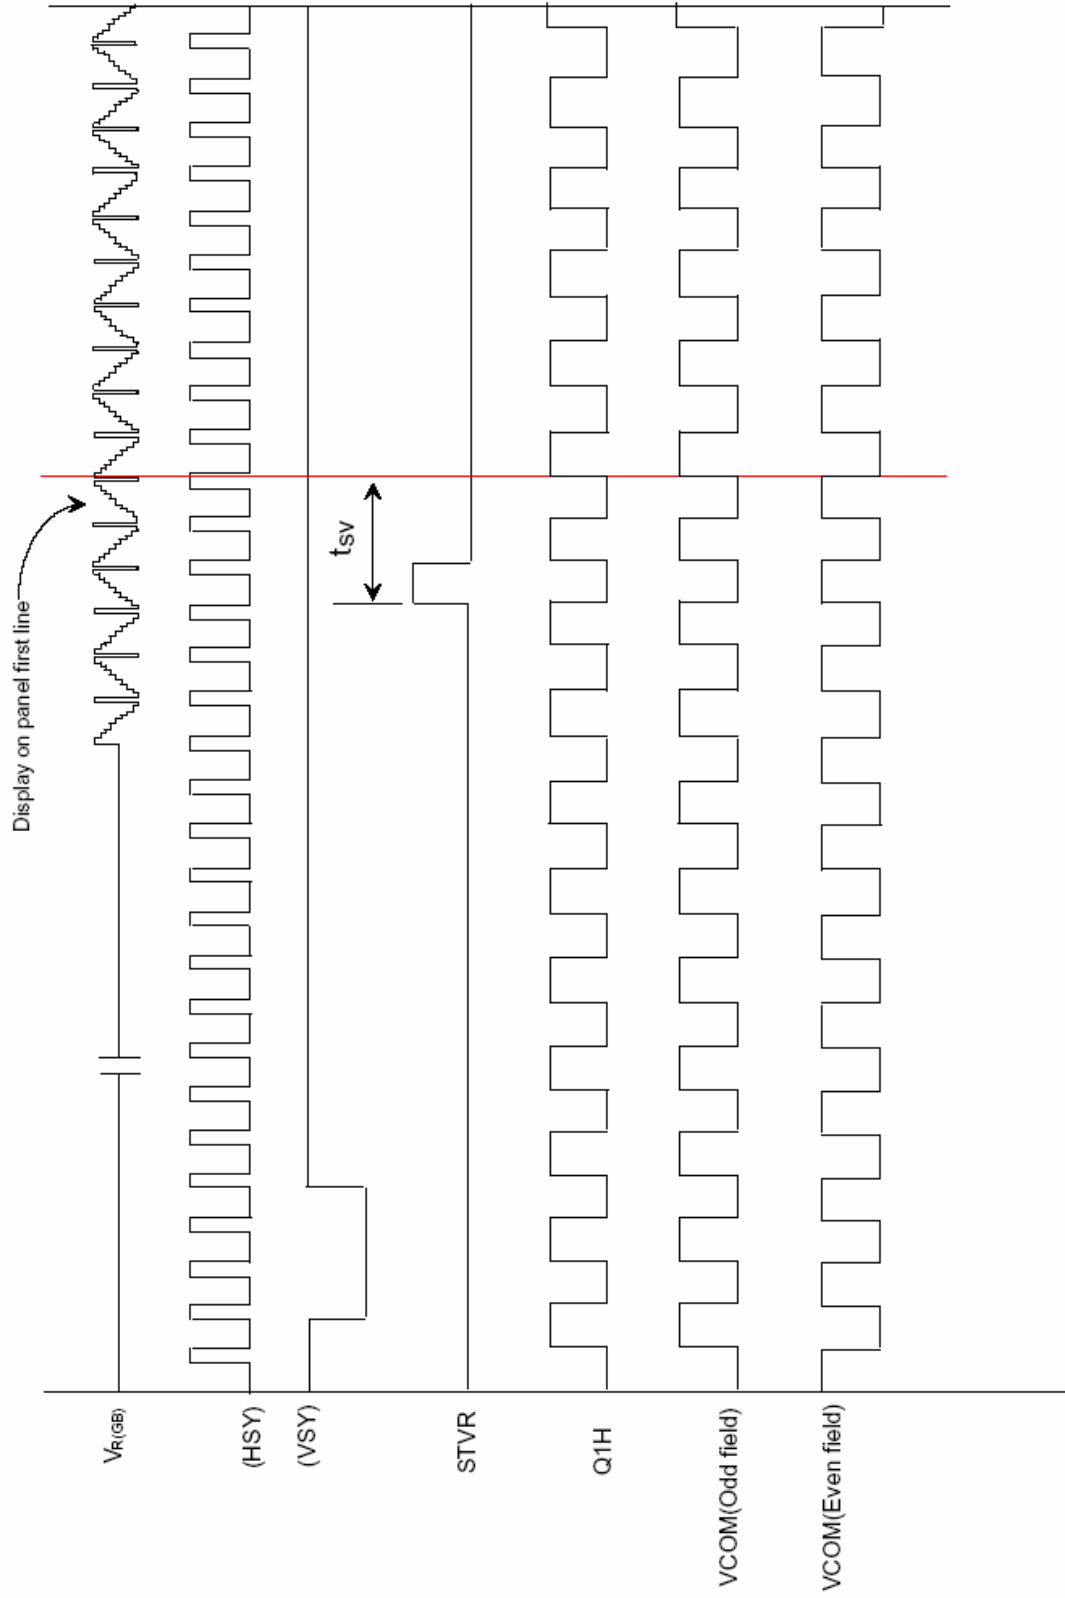 Display on panel first line
tsv
VR(GB)
(HSY)
(VSY)
STVR
Q1H
VCOM(Odd field)
VCOM(Even field)